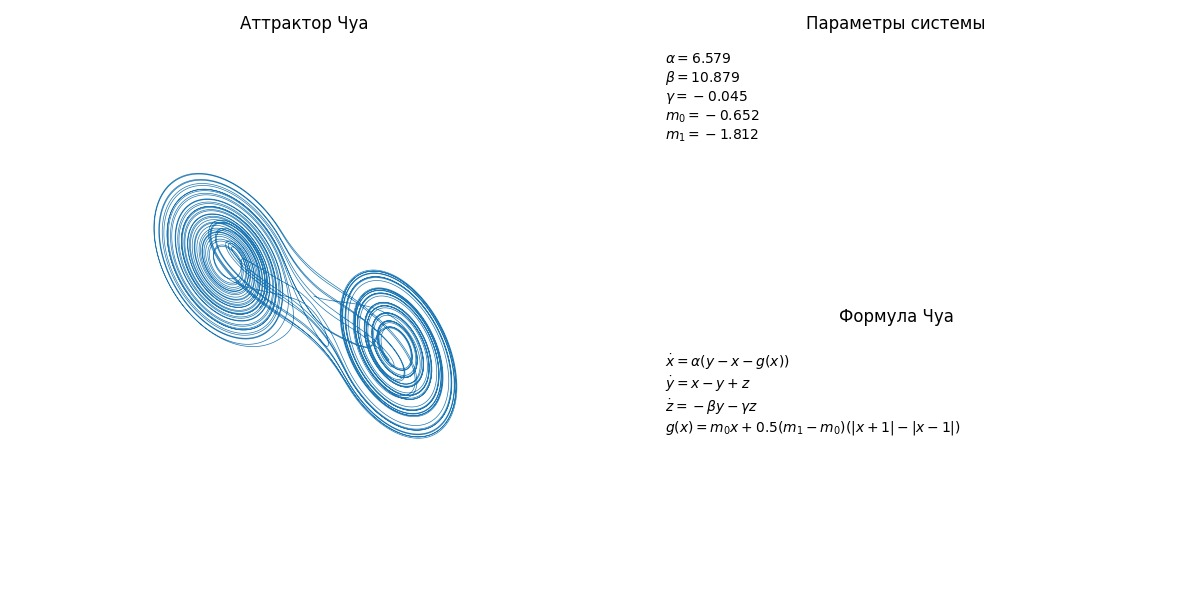 Аттрактор Чуа
Параметры системы
α = 6.579
β = 10.879
γ = − 0.045
m₀ = − 0.652
m₁ = − 1.812
Формула Чуа
ẋ = α(y − x − g(x))
ẏ = x − y + z
ż = − βy − γz
g(x) = m₀x + 0.5(m₁ − m₀)(|x + 1| − |x − 1|)